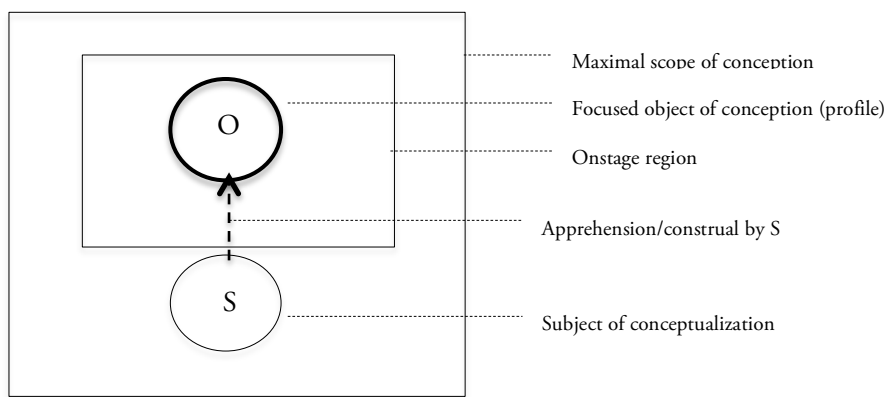 Maximal scope of conception
O
Focused object of conception (profile)
Onstage region
Apprehension/construal by S
S
Subject of conceptualization